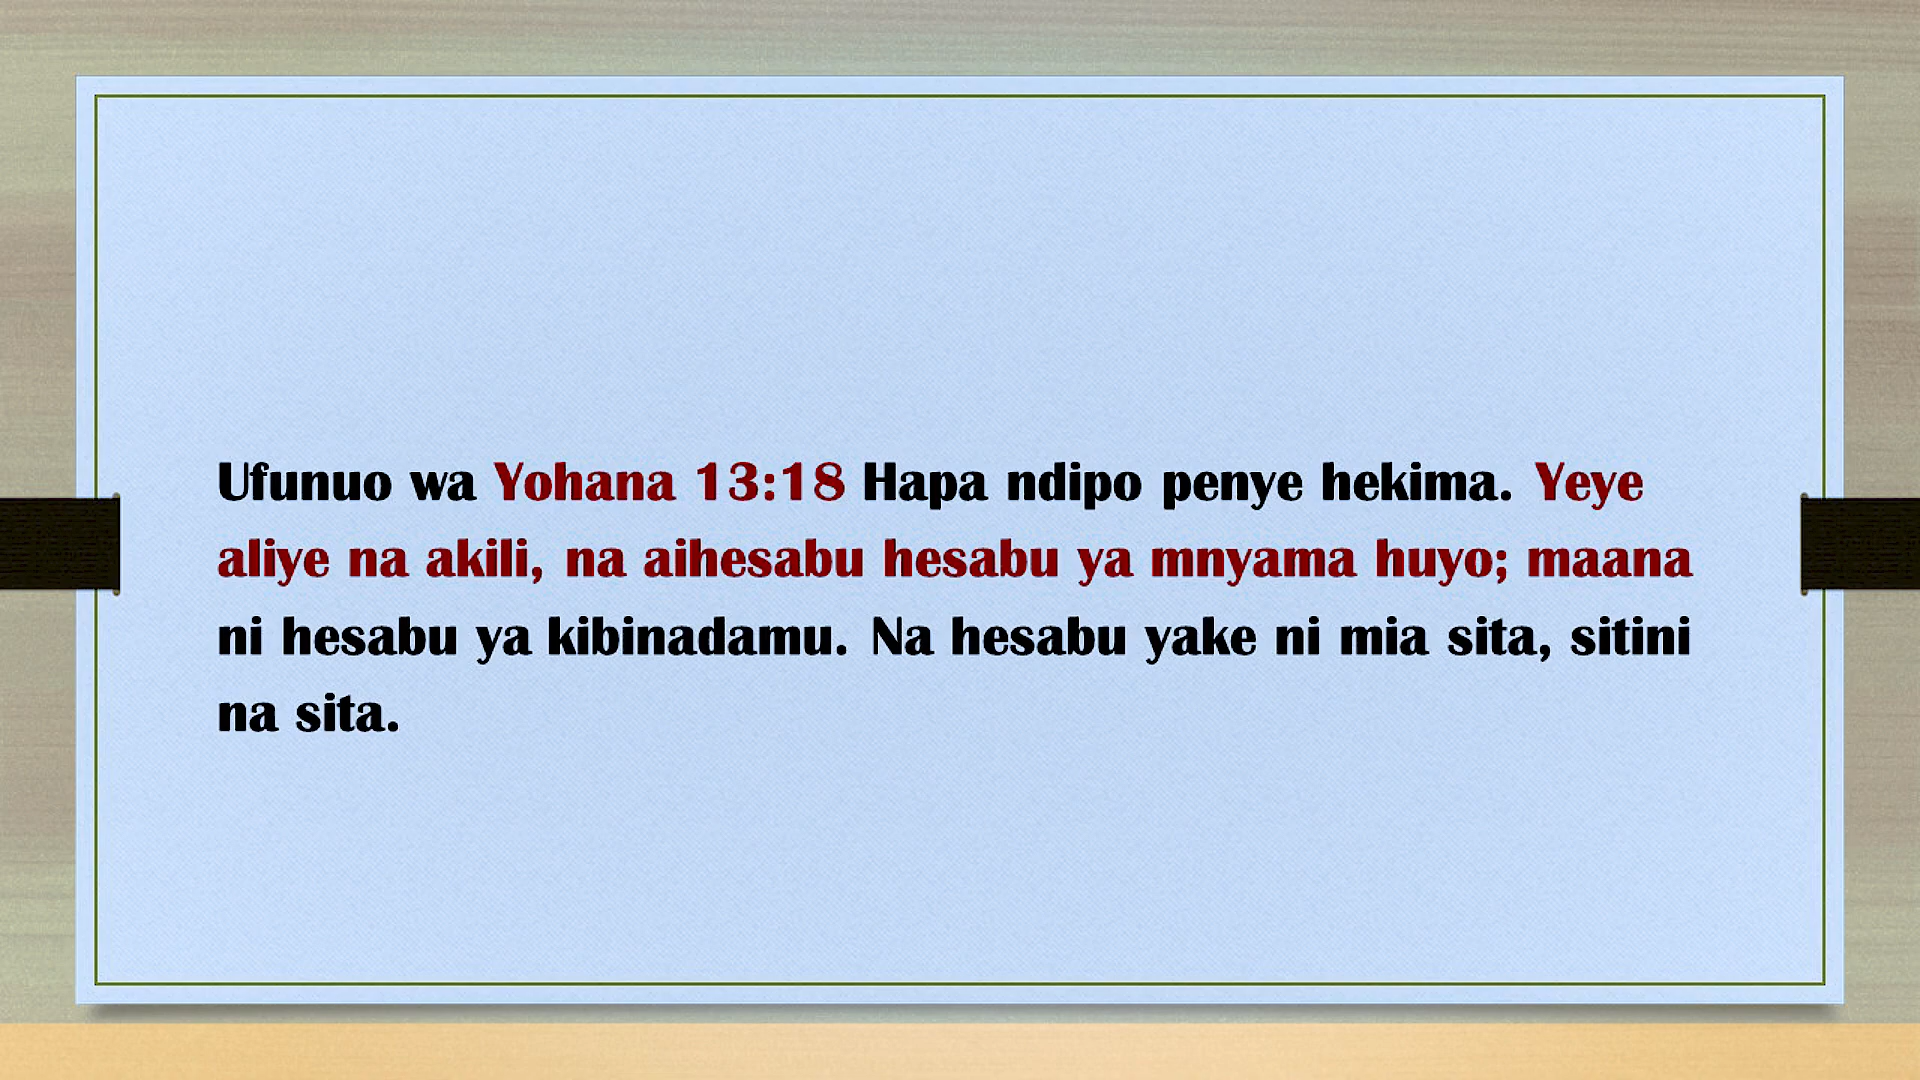 Ufunuo wa Yohana 13:18 Hapa ndipo penye hekima. Yeye
aliye na akili, na aihesabu hesabu ya mnyama huyo; maana
ni hesabu ya kibinadamu. Na hesabu yake ni mia sita, sitini
na sita.